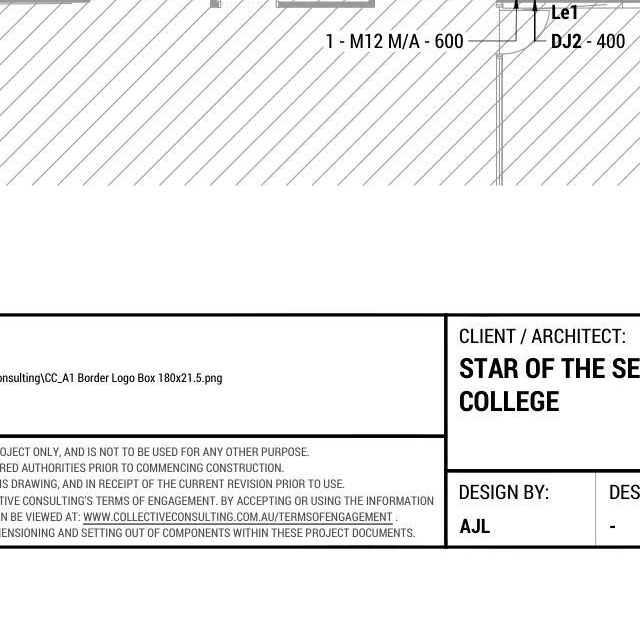 Le1
1 - M12 M/A - 600
DJ2 - 400
CLIENT / ARCHITECT:
STAR OF THE SE
COLLEGE
onsulting\CC_A1 Border Logo Box 180x21.5.png
OJECT ONLY, AND IS NOT TO BE USED FOR ANY OTHER PURPOSE.
RED AUTHORITIES PRIOR TO COMMENCING CONSTRUCTION.
IS DRAWING, AND IN RECEIPT OF THE CURRENT REVISION PRIOR TO USE.
TIVE CONSULTING'S TERMS OF ENGAGEMENT. BY ACCEPTING OR USING THE INFORMATION
N BE VIEWED AT: WWW.COLLECTIVECONSULTING.COM.AU/TERMSOFENGAGEMENT .
MENSIONING AND SETTING OUT OF COMPONENTS WITHIN THESE PROJECT DOCUMENTS.
DESIGN BY:
AJL
DES
-